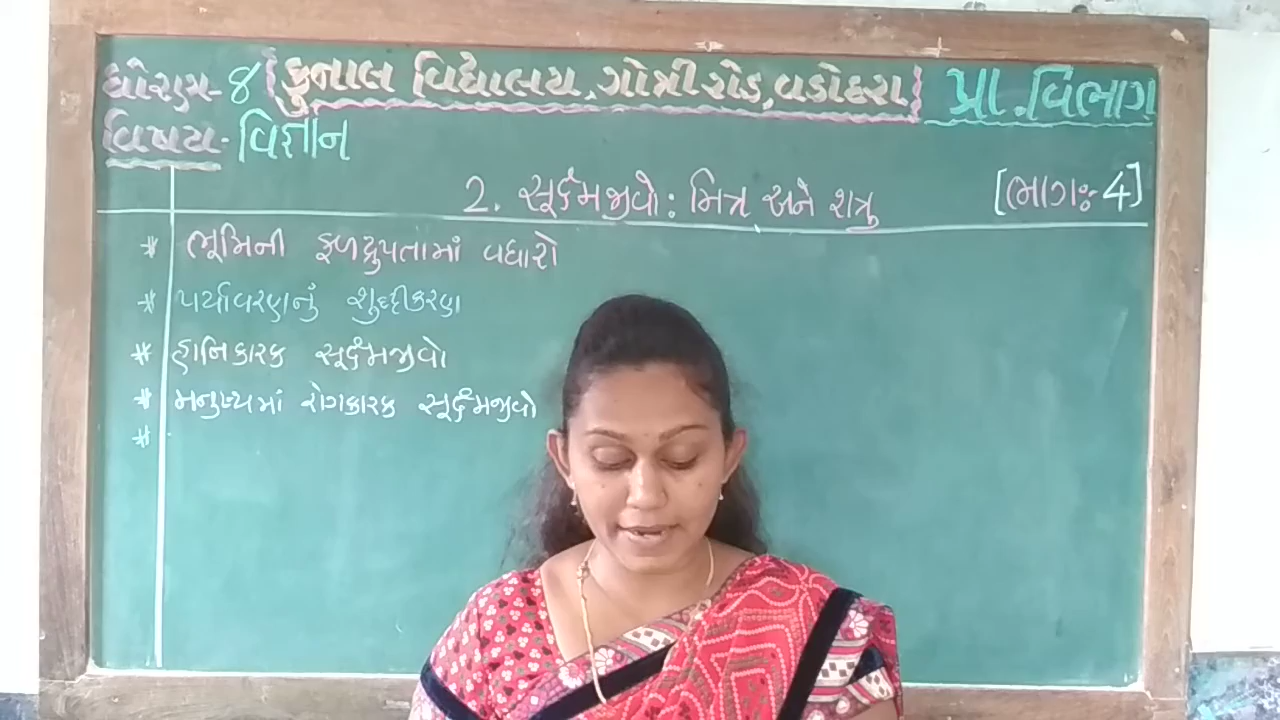 ધોરણ-૪ {કુનાલ વિદ્યાલય, ગોત્રી રોડ, વડોદરા} પ્રા. વિભાગ
વિષય- વિજ્ઞાન
2. સૂક્ષ્મજીવો: મિત્ર અને શત્રુ [ભાગઃ-4]
* ભૂમિની ફળદ્રુપતામાં વધારો
* પર્યાવરણનું શુદ્ધીકરણ
* હાનિકારક સૂક્ષ્મજીવો
* મનુષ્યમાં રોગકારક સૂક્ષ્મજીવો
*